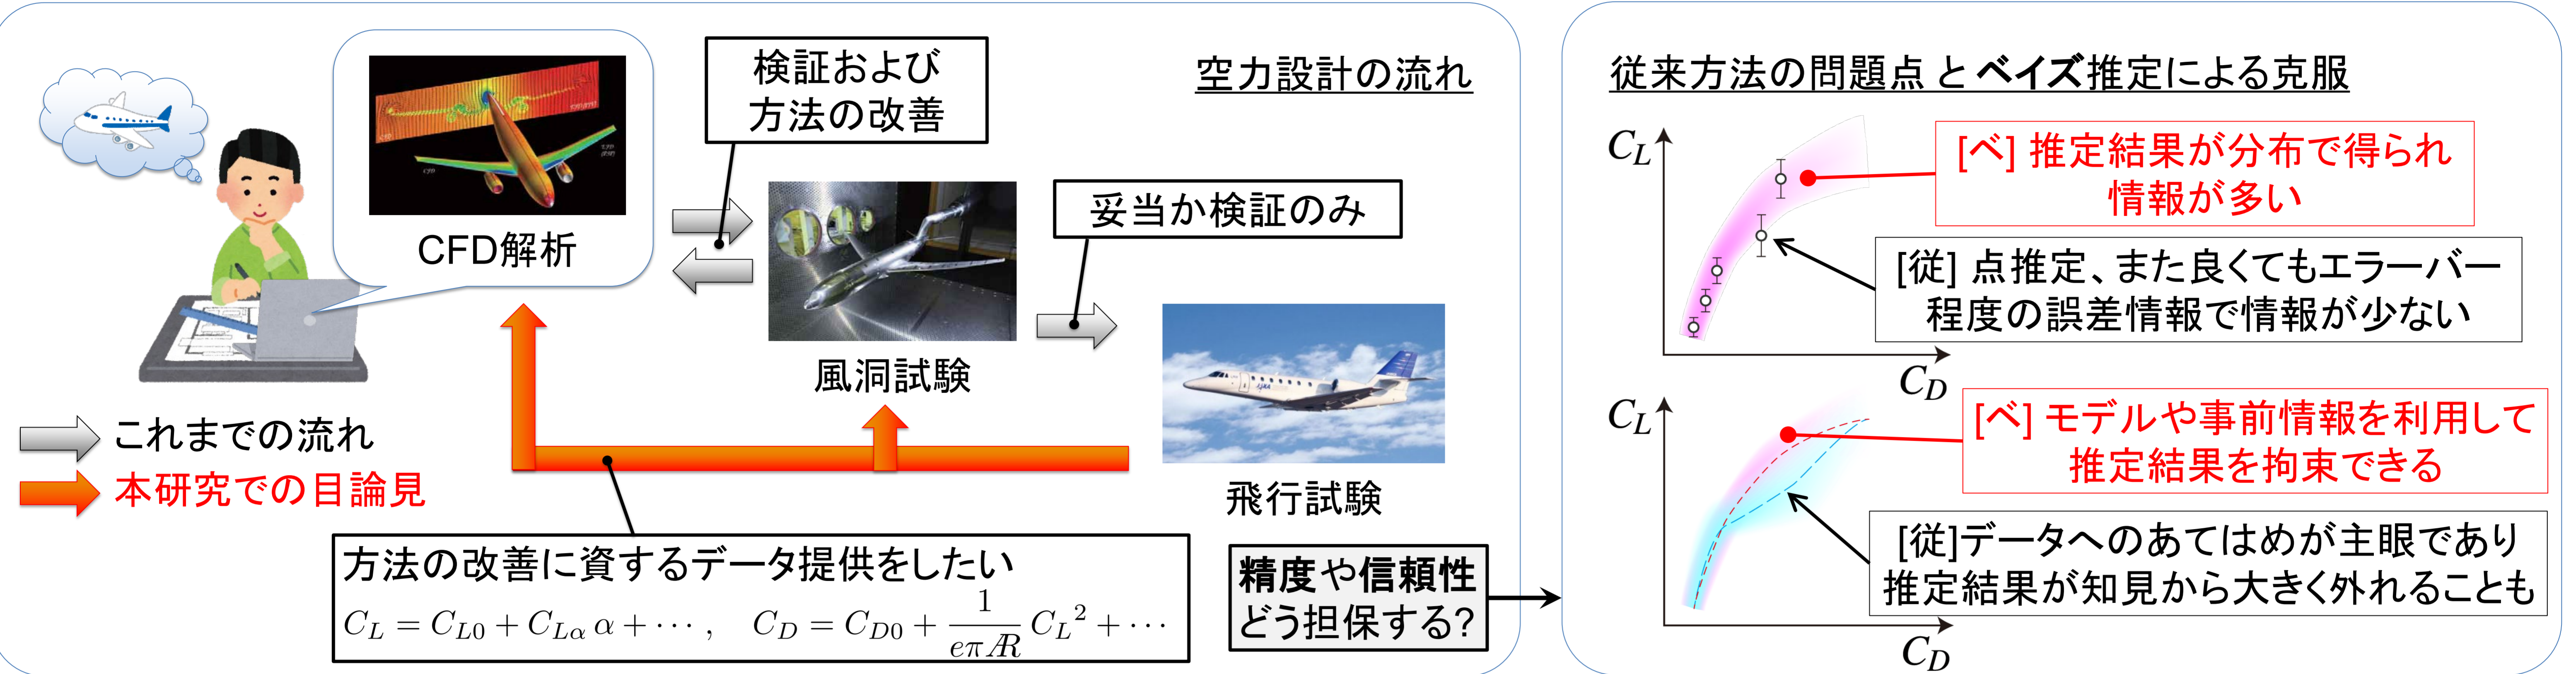 空力設計の流れ
検証および
方法の改善
CFD解析
CFD
妥当か検証のみ
風洞試験
JAXA
飛行試験
これまでの流れ
本研究での目論見
方法の改善に資するデータ提供をしたい
C_L = C_{L0} + C_{Lα} α + ⋯ ,  C_D = C_{D0} + \frac{1}{eπÆR} C_L^2 + ⋯
精度や信頼性
どう担保する?
従来方法の問題点 とベイズ推定による克服
C_L
[ベ] 推定結果が分布で得られ
情報が多い
[従] 点推定、また良くてもエラーバー
程度の誤差情報で情報が少ない
C_D
C_L
[ベ] モデルや事前情報を利用して
推定結果を拘束できる
[従]データへのあてはめが主眼であり
推定結果が知見から大きく外れることも
C_D